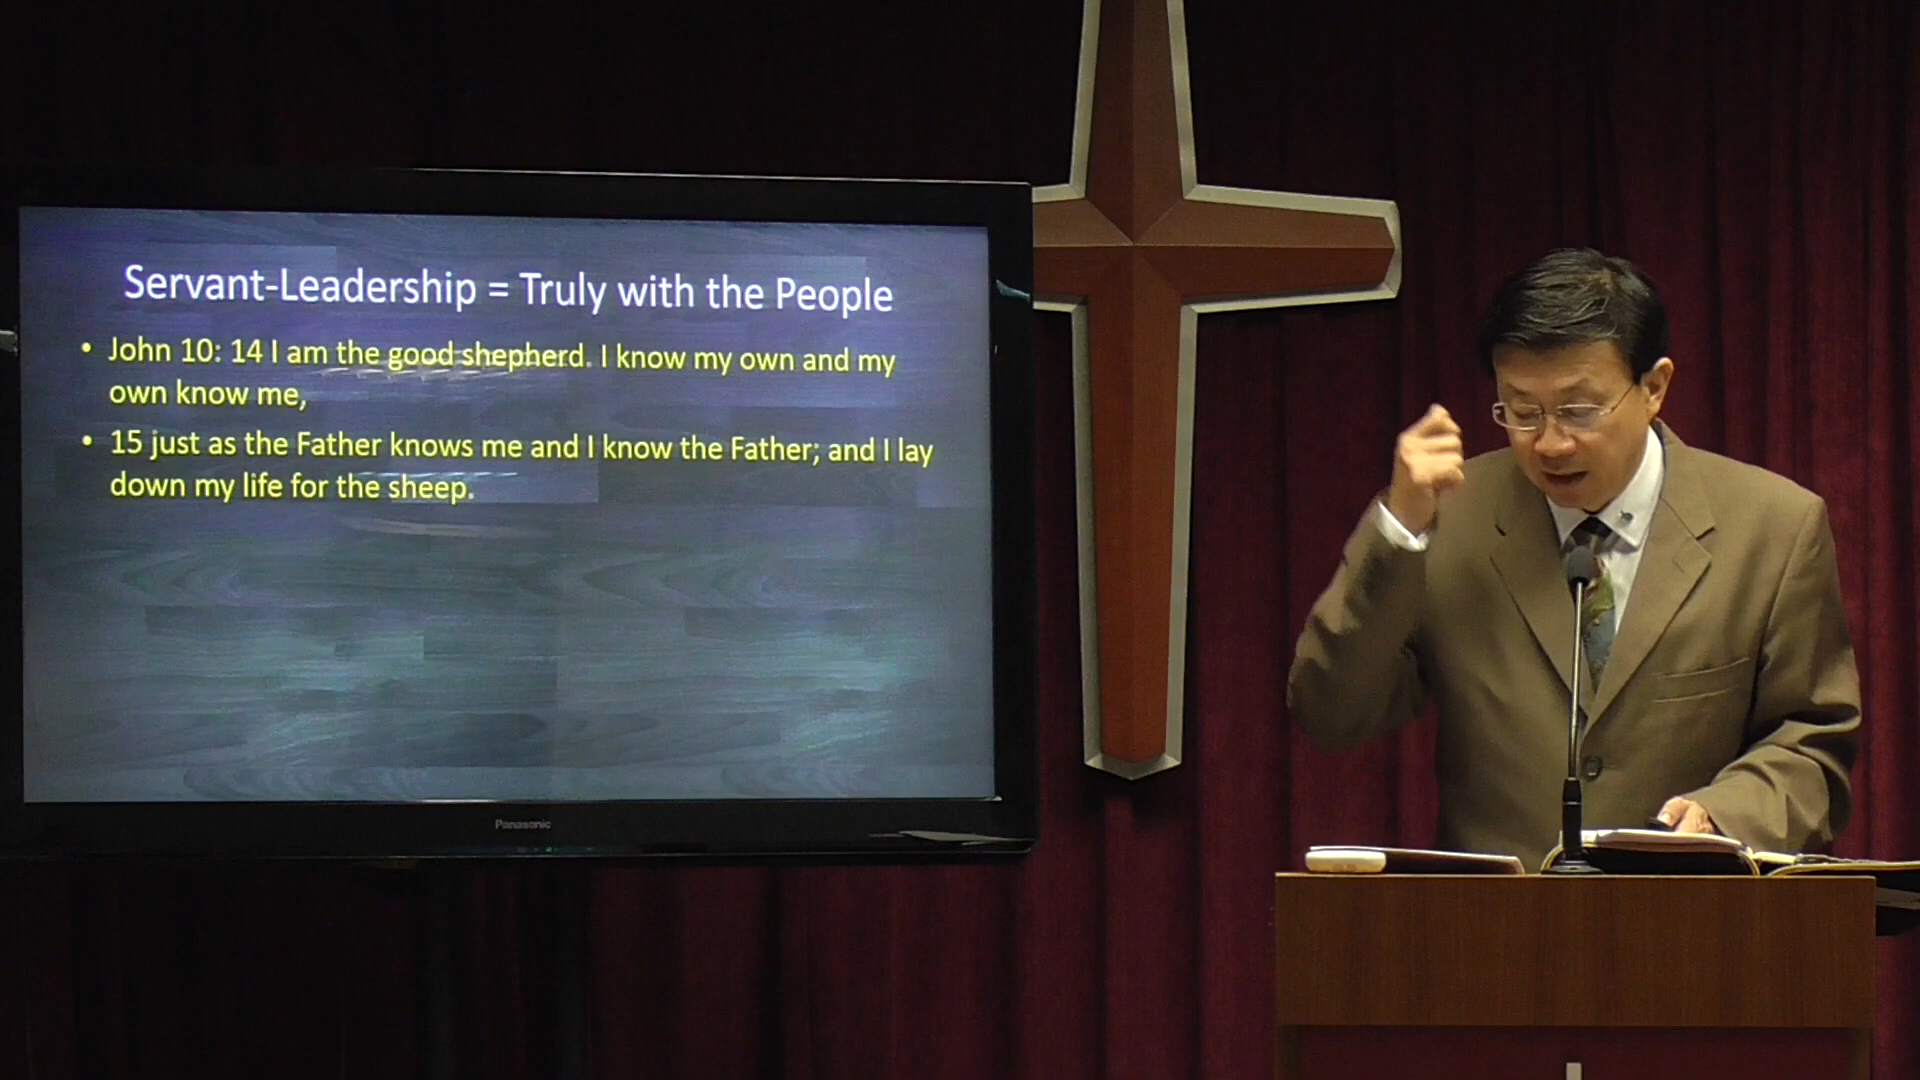 Servant-Leadership = Truly with the People
• John 10: 14 I am the good shepherd. I know my own and my
own know me,
• 15 just as the Father knows me and I know the Father; and I lay
down my life for the sheep.
Panasonic